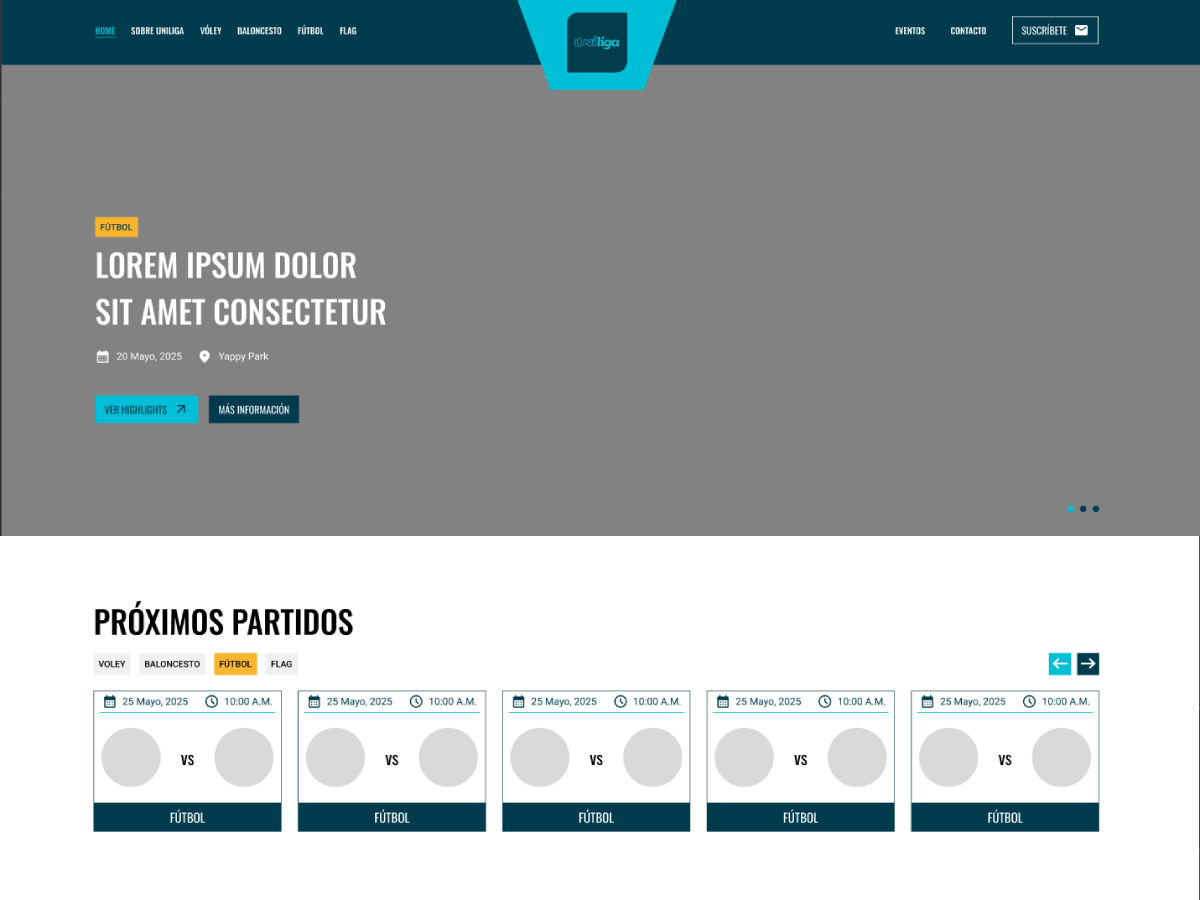 HOME SOBRE UNILIGA VÓLEY BALONCESTO FÚTBOL FLAG
üniliga
EVENTOS CONTACTO SUSCRÍBETE
FÚTBOL
LOREM IPSUM DOLOR
SIT AMET CONSECTETUR
20 Mayo, 2025 Yappy Park
VER HIGHLIGHTS MÁS INFORMACIÓN
PRÓXIMOS PARTIDOS
VOLEY BALONCESTO FÚTBOL FLAG
25 Mayo, 2025 10:00 A.M. 25 Mayo, 2025 10:00 A.M. 25 Mayo, 2025 10:00 A.M. 25 Mayo, 2025 10:00 A.M. 25 Mayo, 2025 10:00 A.M.
VS VS VS VS VS
FÚTBOL FÚTBOL FÚTBOL FÚTBOL FÚTBOL